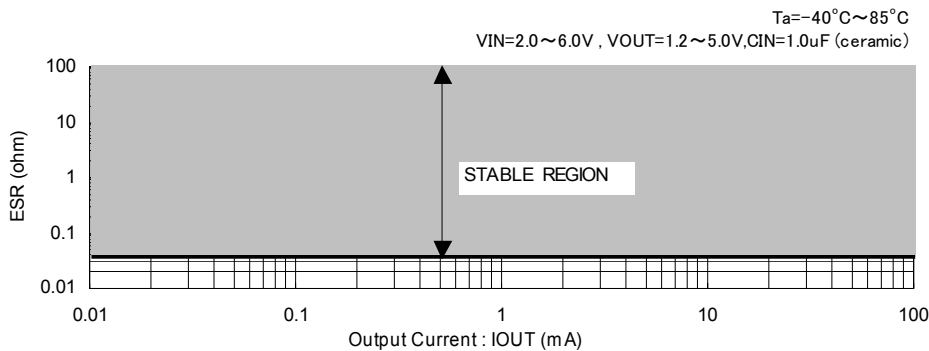 Ta=-40°C～85°C
VIN=2.0～6.0V , VOUT=1.2～5.0V,CIN=1.0uF (ceramic)
100
10
1
0.1
0.01
ESR (ohm)
STABLE REGION
0.01 0.1 1 10 100
Output Current : IOUT (mA)